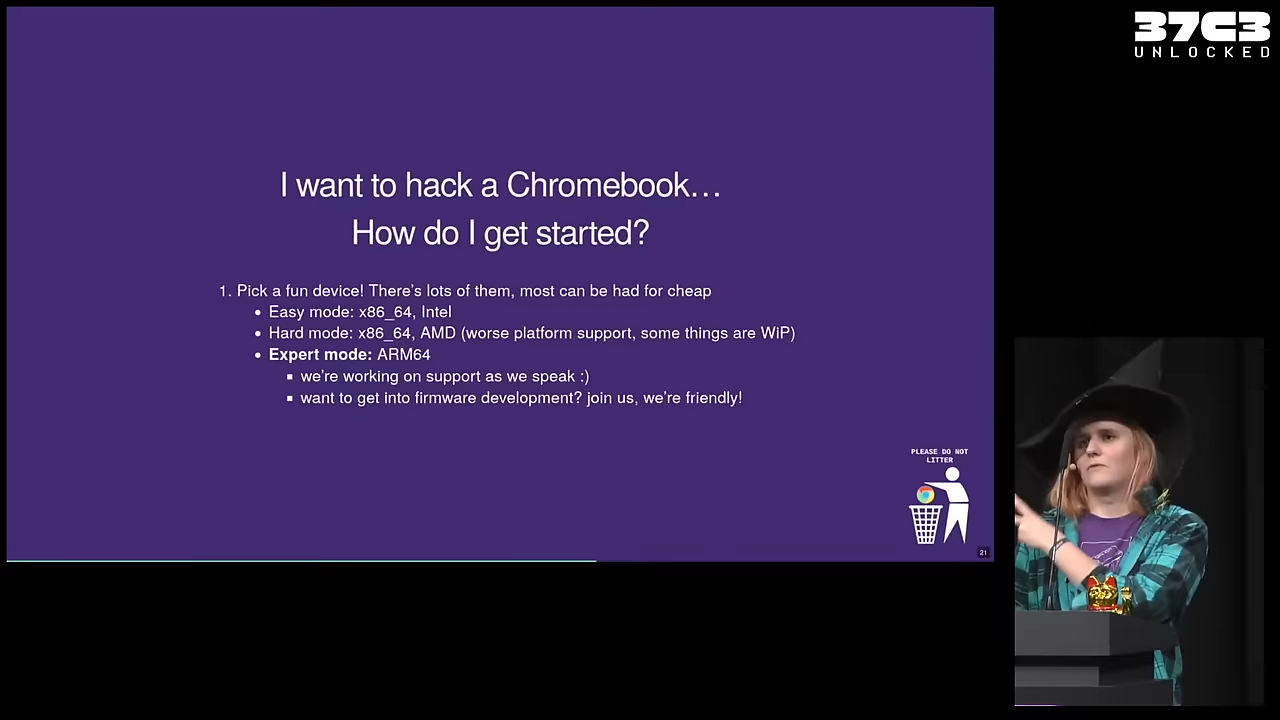 37C3
UNLOCKED
I want to hack a Chromebook…
How do I get started?
1. Pick a fun device! There's lots of them, most can be had for cheap
• Easy mode: x86_64, Intel
• Hard mode: x86_64, AMD (worse platform support, some things are WiP)
• Expert mode: ARM64
▪ we're working on support as we speak :)
▪ want to get into firmware development? join us, we're friendly!
PLEASE DO NOT
LITTER
21